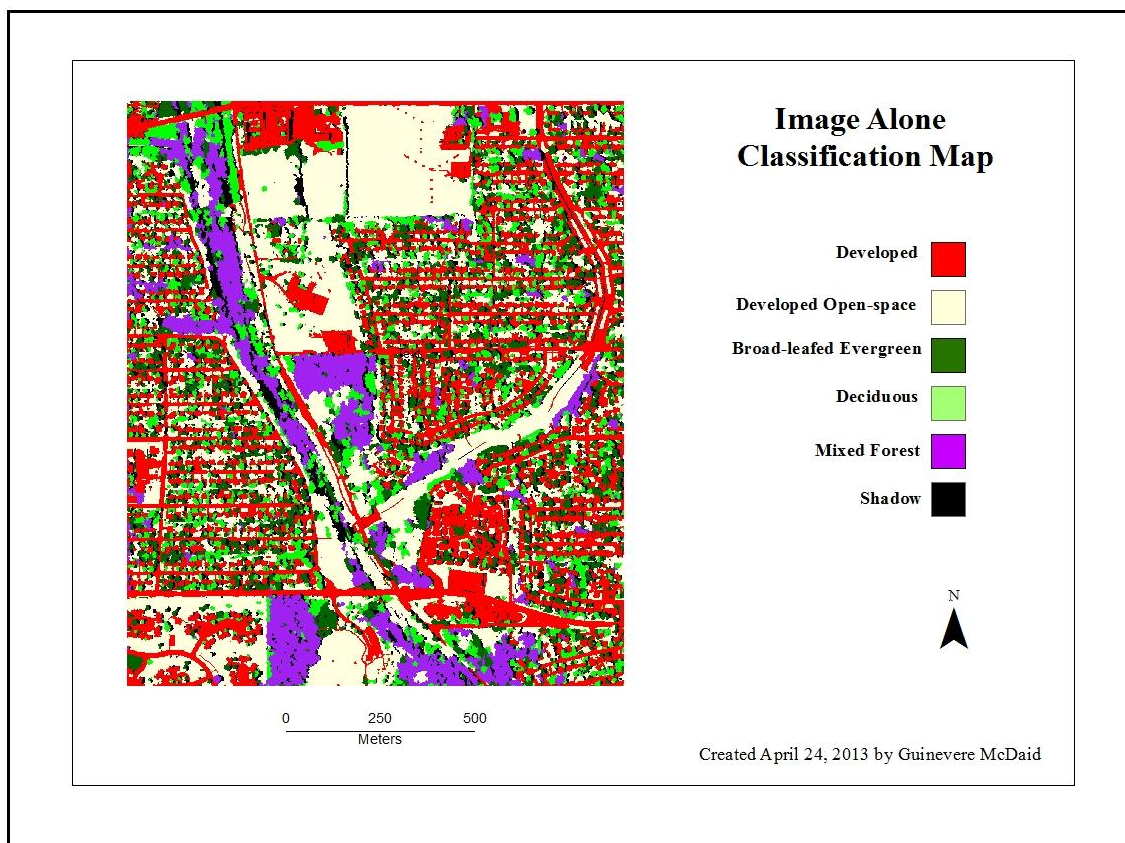 Image Alone
Classification Map
Developed
Developed Open-space
Broad-leafed Evergreen
Deciduous
Mixed Forest
Shadow
N
0 250 500
Meters
Created April 24, 2013 by Guinevere McDaid